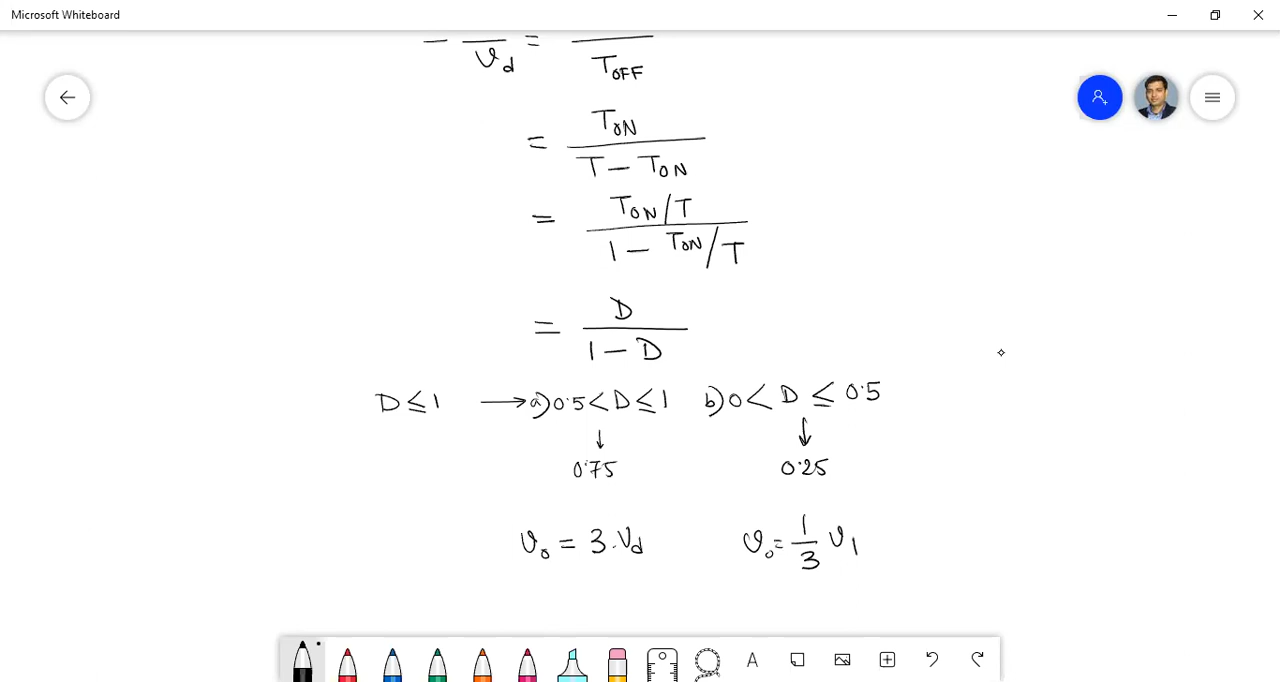 Microsoft Whiteboard
- / v_d = / T_OFF
= T_ON / (T - T_ON)
= (T_ON/T) / (1 - T_ON/T)
= D / (1 - D)
D ≤ 1 → a) 0.5 < D ≤ 1 b) 0 < D ≤ 0.5
↓ ↓
0.75 0.25
v_o = 3.V_d v_o = 1/3 v_1
A